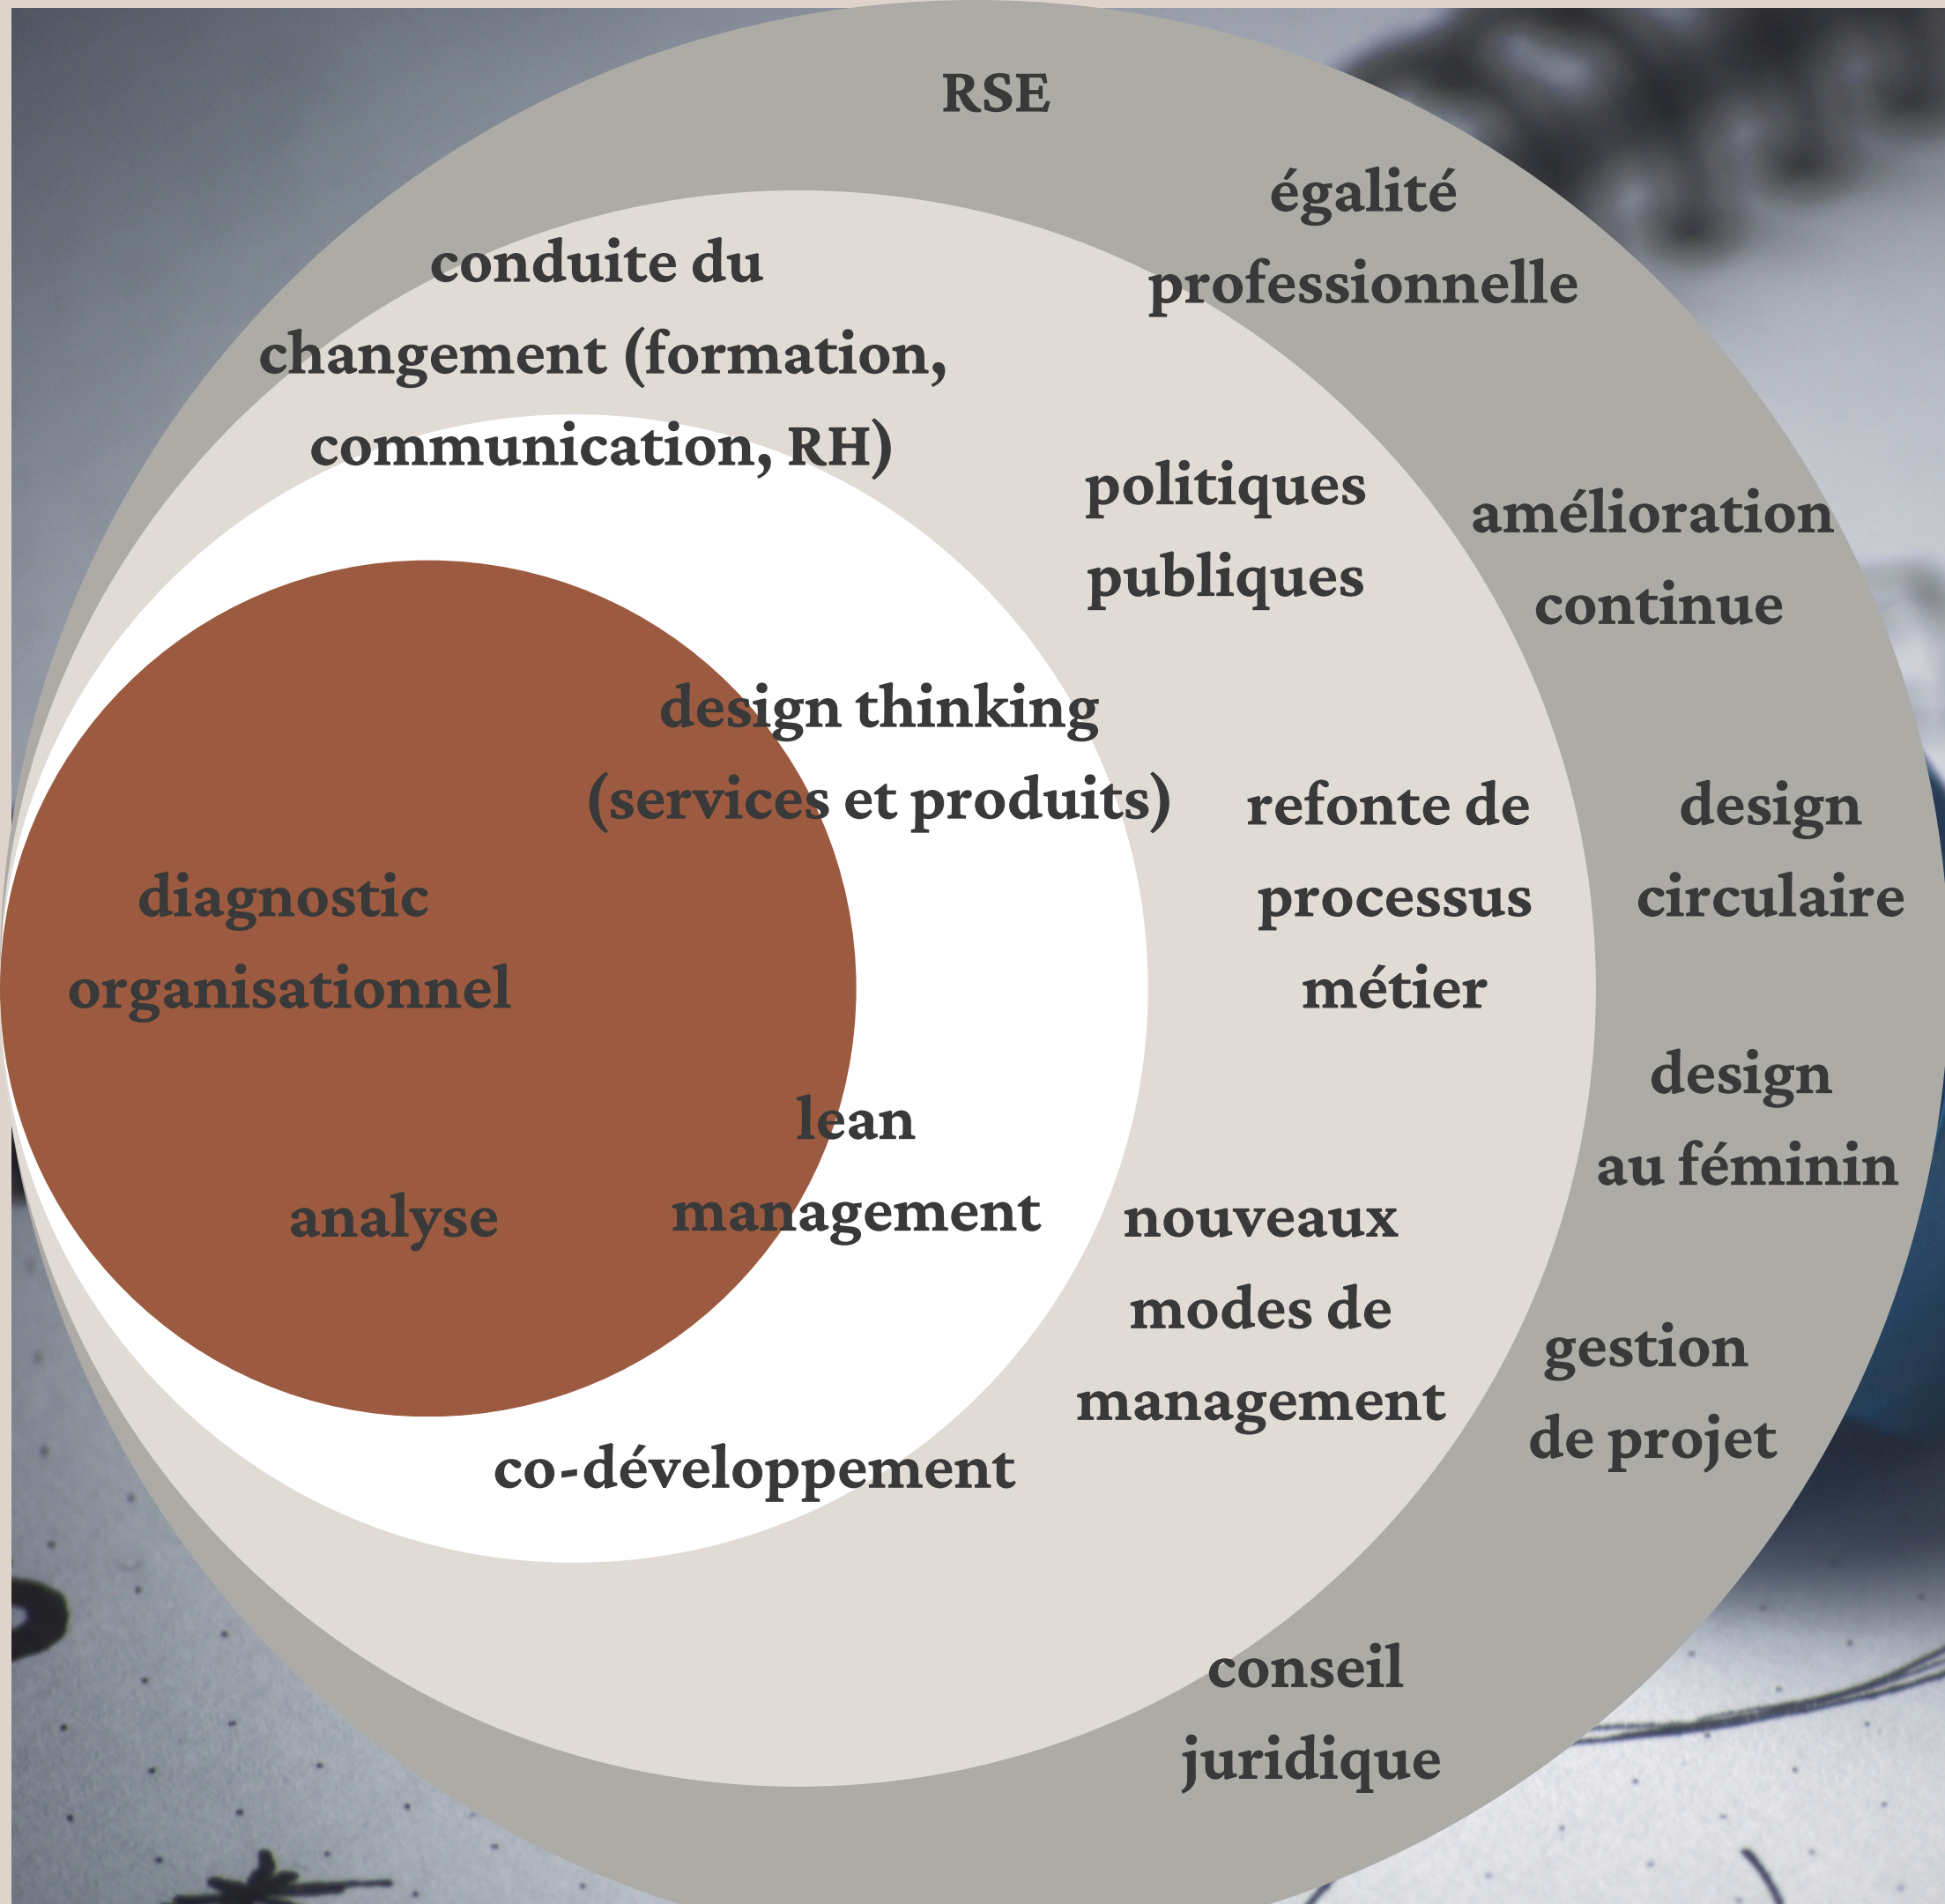 RSE
égalité
professionnelle
conduite du
changement (formation,
communication, RH)
politiques
publiques
amélioration
continue
design thinking
(services et produits)
refonte de
processus
métier
design
circulaire
diagnostic
organisationnel
design
au féminin
lean
management
analyse
nouveaux
modes de
management
gestion
de projet
co-développement
conseil
juridique